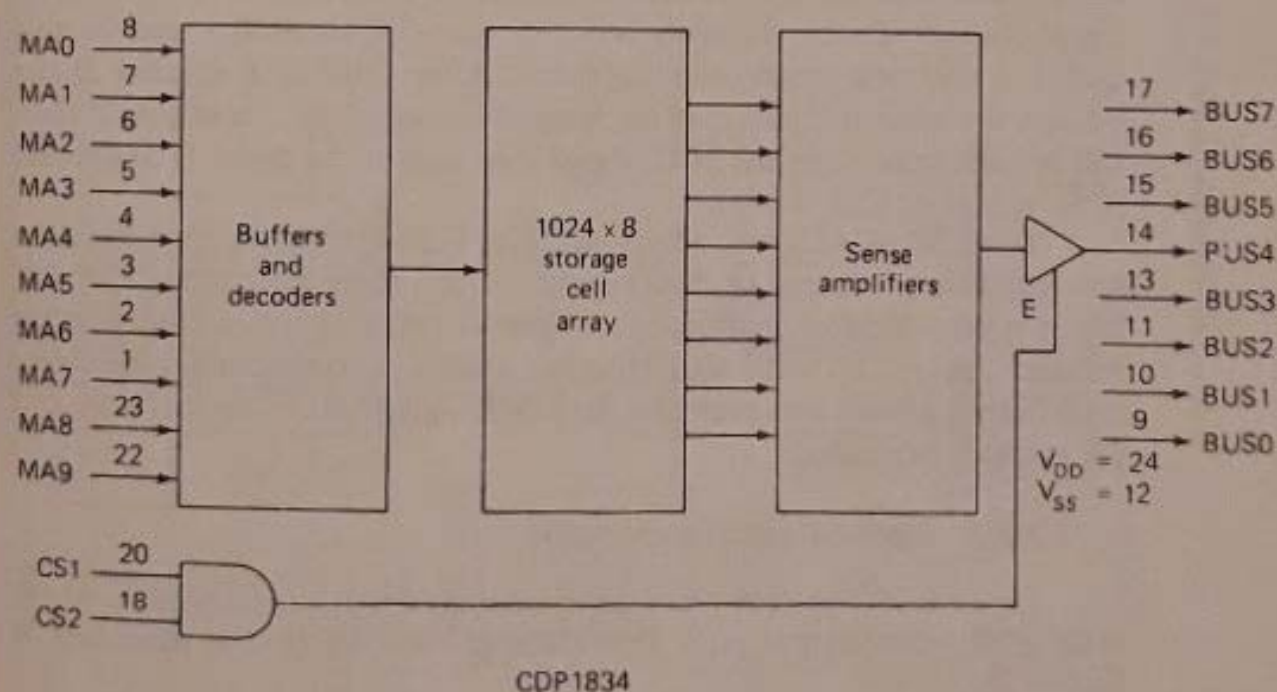 MA0 8
MA1 7
MA2 6
MA3 5
MA4 4
MA5 3
MA6 2
MA7 1
MA8 23
MA9 22
Buffers
and
decoders
1024 × 8
storage
cell
array
Sense
amplifiers
E
17 BUS7
16 BUS6
15 BUS5
14 PUS4
13 BUS3
11 BUS2
10 BUS1
9 BUS0
VDD = 24
VSS = 12
CS1 20
CS2 18
CDP1834